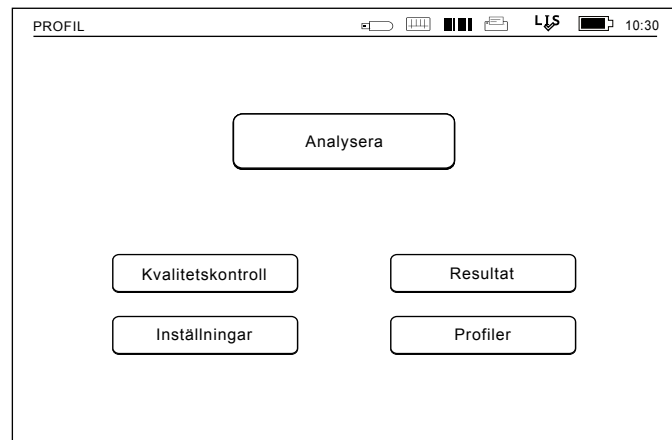 PROFIL LIS 10:30
Analysera
Kvalitetskontroll Resultat
Inställningar Profiler